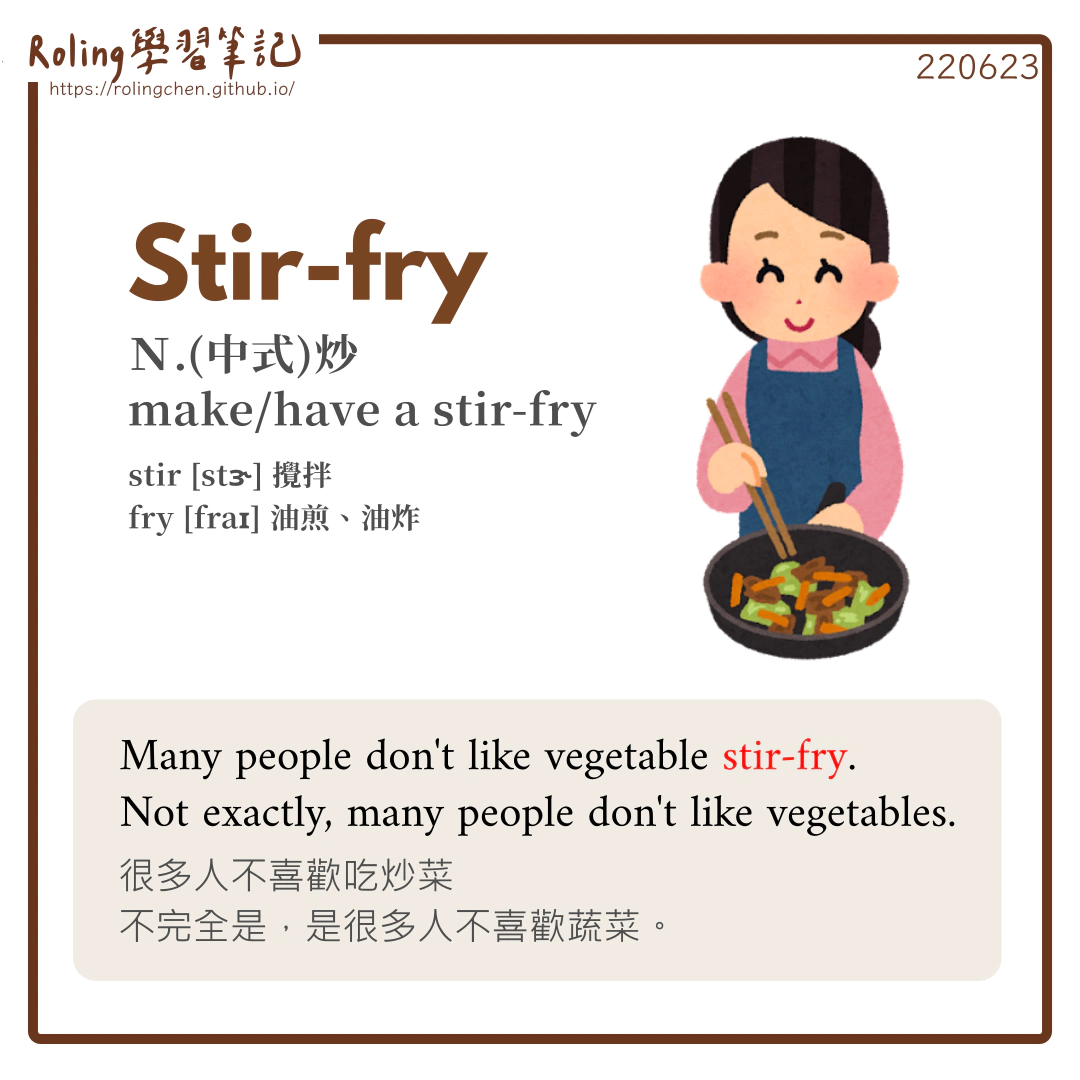 Roling學習筆記
https://rolingchen.github.io/
220623
Stir-fry
N.(中式)炒
make/have a stir-fry
stir [stɝ] 攪拌
fry [fraɪ] 油煎、油炸
Many people don't like vegetable stir-fry.
Not exactly, many people don't like vegetables.
很多人不喜歡吃炒菜
不完全是，是很多人不喜歡蔬菜。